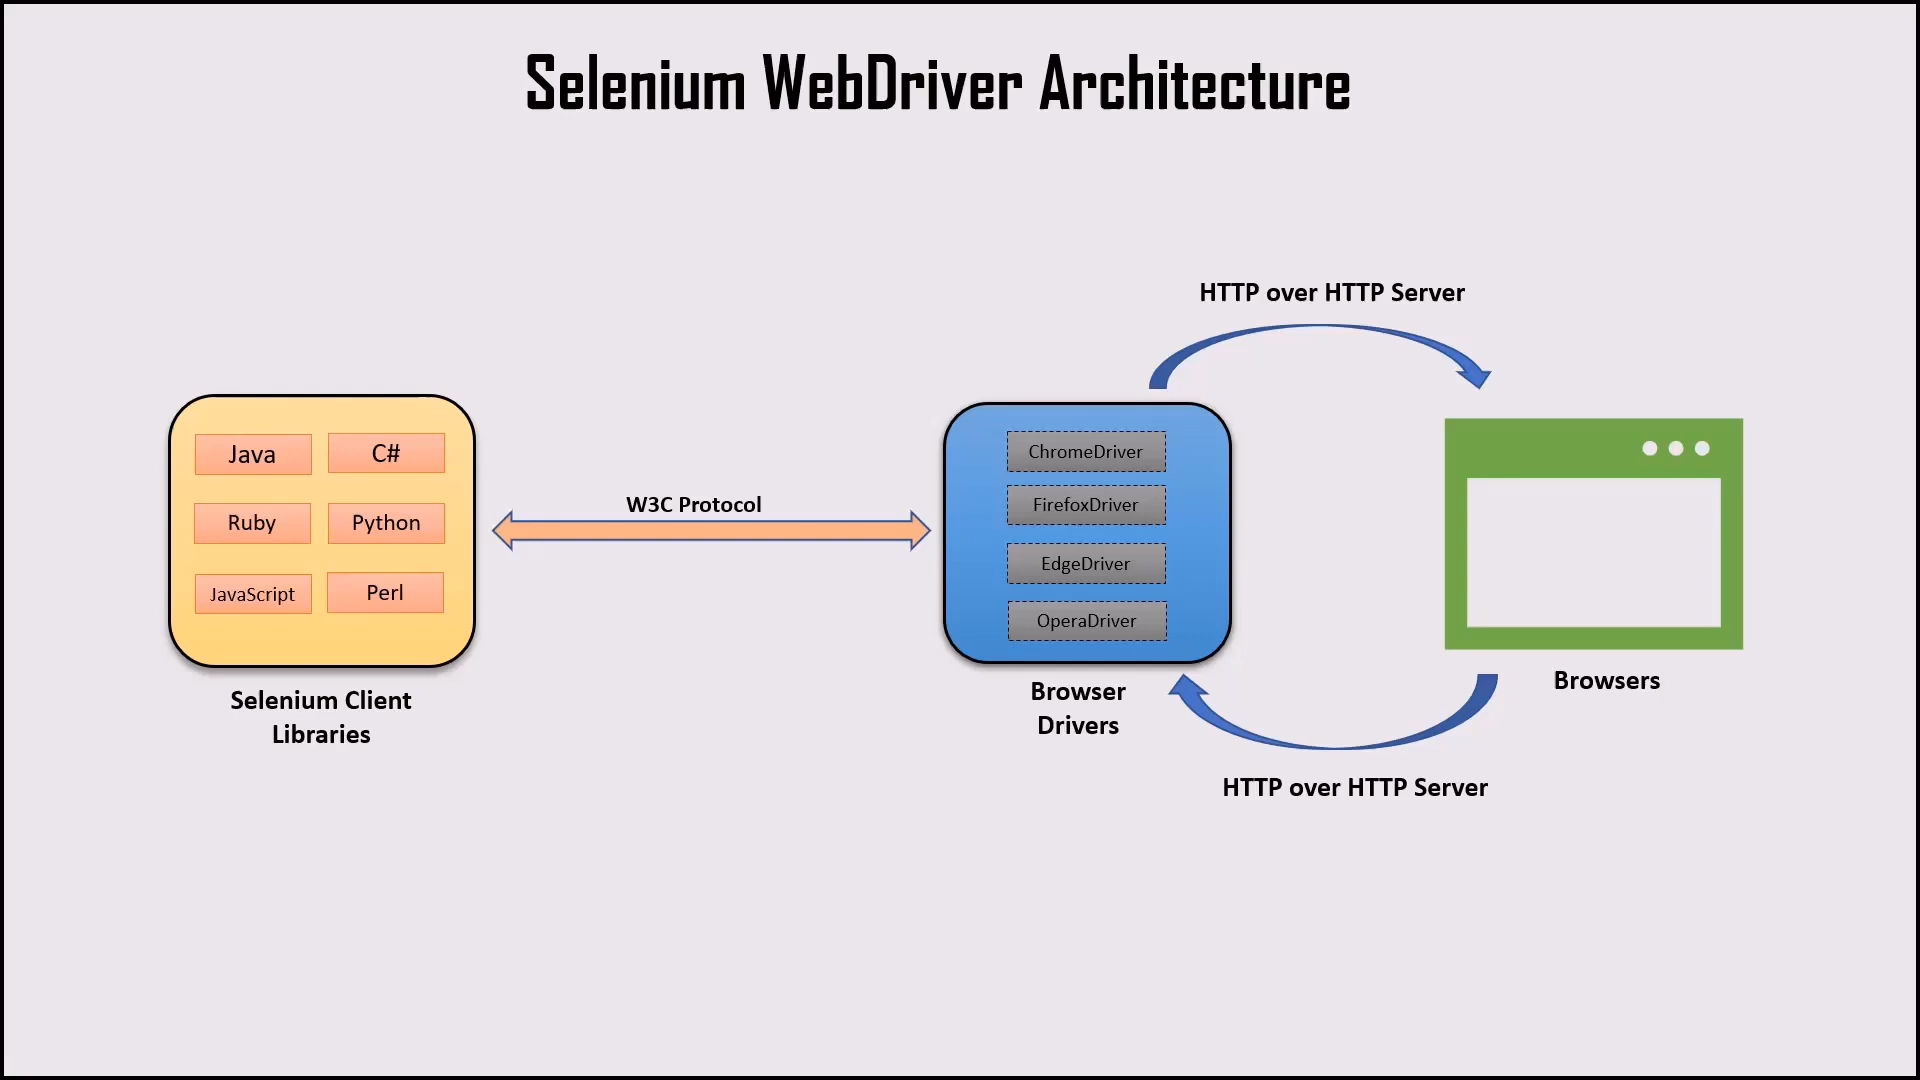 Selenium WebDriver Architecture
HTTP over HTTP Server
Java
C#
Ruby
Python
JavaScript
Perl
Selenium Client
Libraries
W3C Protocol
ChromeDriver
FirefoxDriver
EdgeDriver
OperaDriver
Browser
Drivers
Browsers
HTTP over HTTP Server